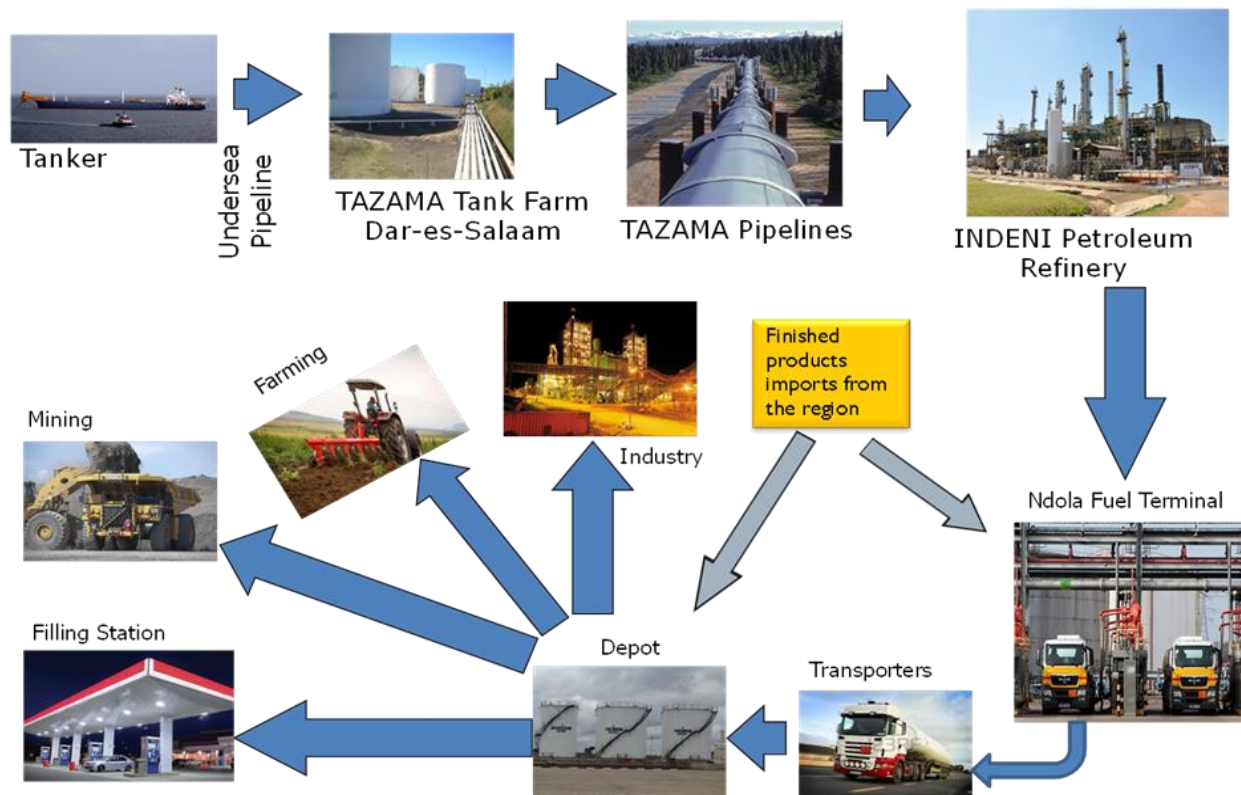 Tanker
Undersea
Pipeline
TAZAMA Tank Farm
Dar-es-Salaam
TAZAMA Pipelines
INDENI Petroleum
Refinery
Finished
products
imports from
the region
Farming
Mining
Industry
Ndola Fuel Terminal
Filling Station
Depot
Transporters